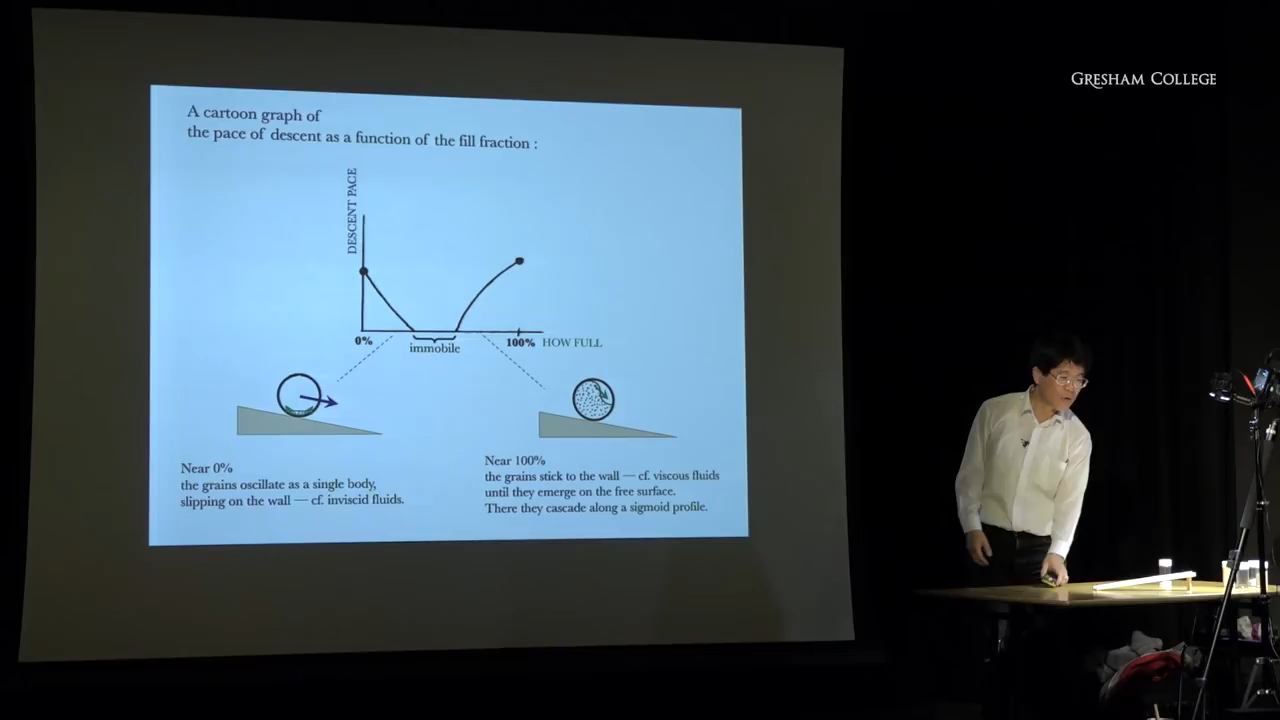 GRESHAM COLLEGE
A cartoon graph of
the pace of descent as a function of the fill fraction :
DESCENT PACE
0%
immobile
100%
HOW FULL
Near 0%
the grains oscillate as a single body,
slipping on the wall — cf. inviscid fluids.
Near 100%
the grains stick to the wall — cf. viscous fluids
until they emerge on the free surface.
There they cascade along a sigmoid profile.